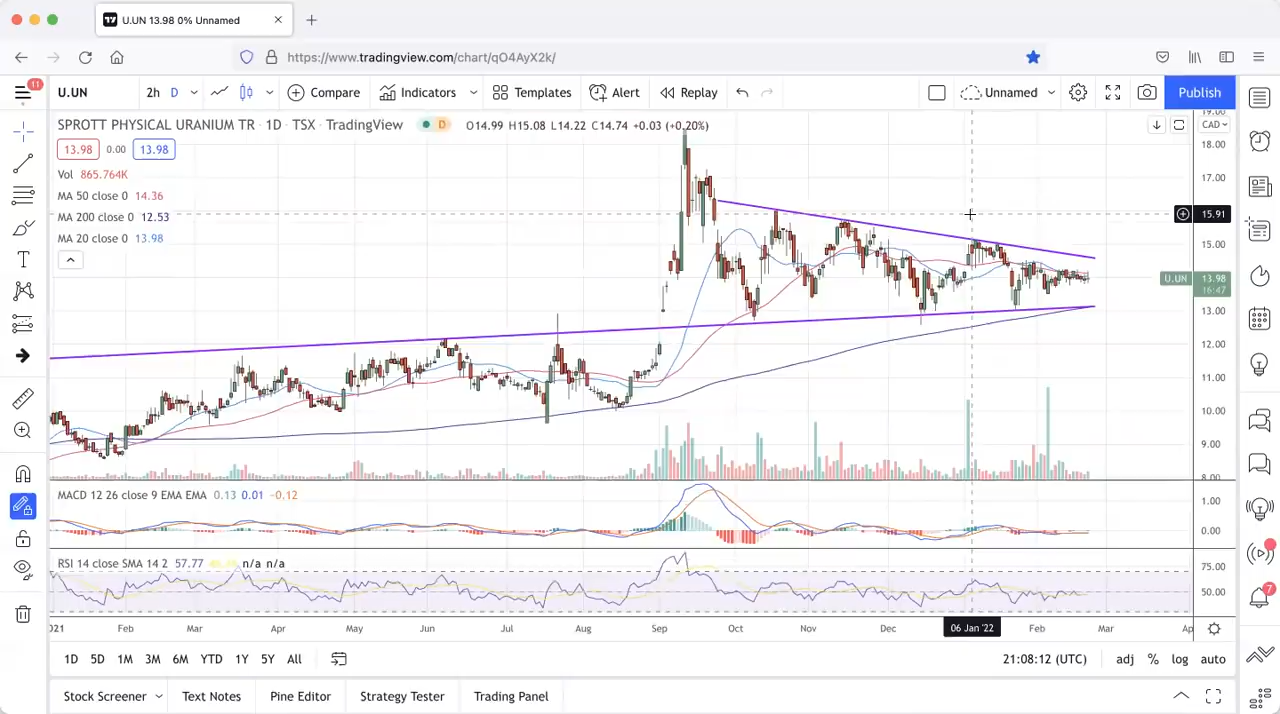 U.UN 13.98 0% Unnamed
https://www.tradingview.com/chart/qO4AyX2k/
11
U.UN 2h D Compare Indicators Templates Alert Replay Unnamed Publish
SPROTT PHYSICAL URANIUM TR · 1D · TSX · TradingView D O14.99 H15.08 L14.22 C14.74 +0.03 (+0.20%)
13.98 0.00 13.98
Vol 865.764K
MA 50 close 0 14.36
MA 200 close 0 12.53
MA 20 close 0 13.98
19.00
CAD
18.00
17.00
15.91
15.00
U.UN 13.98
16:47
13.00
12.00
11.00
10.00
9.00
8.00
MACD 12 26 close 9 EMA EMA 0.13 0.01 −0.12
1.00
0.00
RSI 14 close SMA 14 2 57.77 n/a n/a
75.00
50.00
2021 Feb Mar Apr May Jun Jul Aug Sep Oct Nov Dec 06 Jan '22 Feb Mar Ap
1D 5D 1M 3M 6M YTD 1Y 5Y All 21:08:12 (UTC) adj % log auto
7
Stock Screener Text Notes Pine Editor Strategy Tester Trading Panel